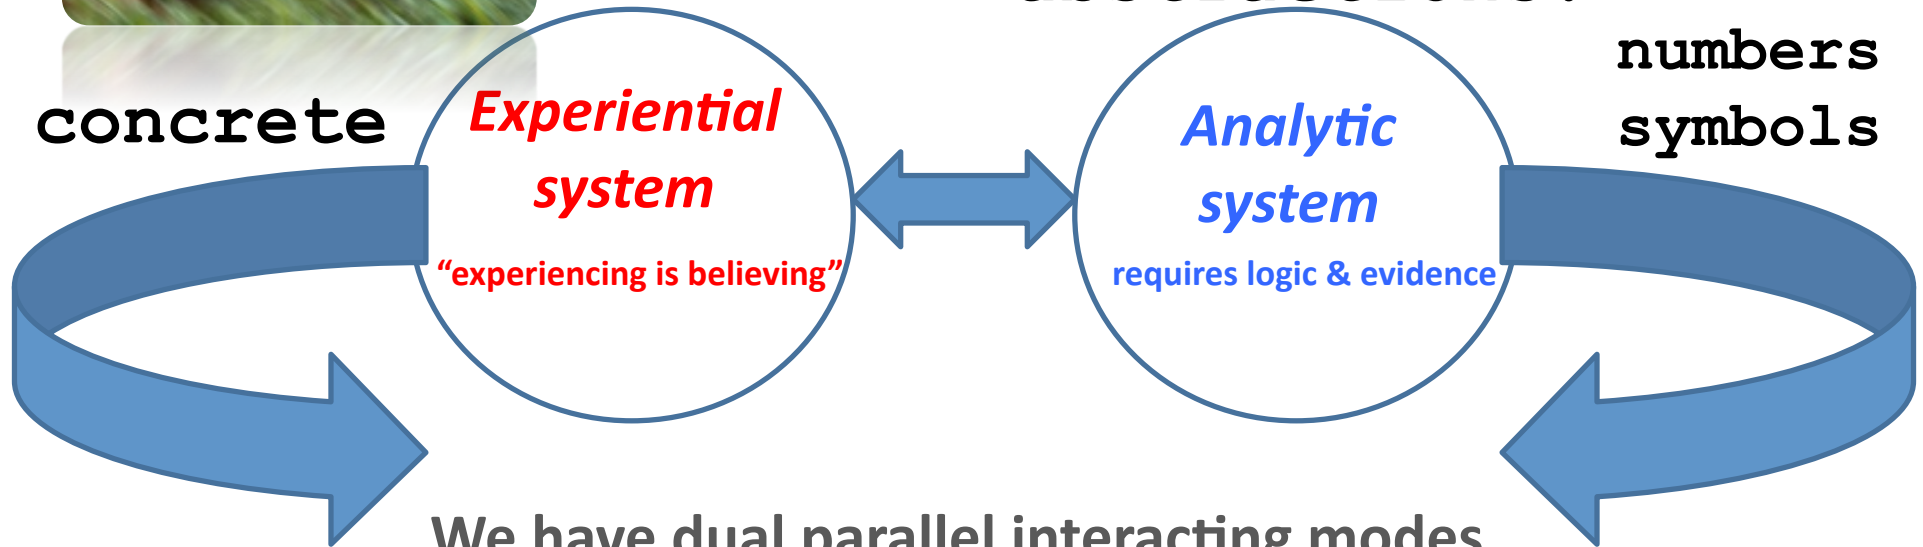 numbers
symbols
concrete
Experiential
system
"experiencing is believing"
Analytic
system
requires logic & evidence
We have dual parallel interacting modes